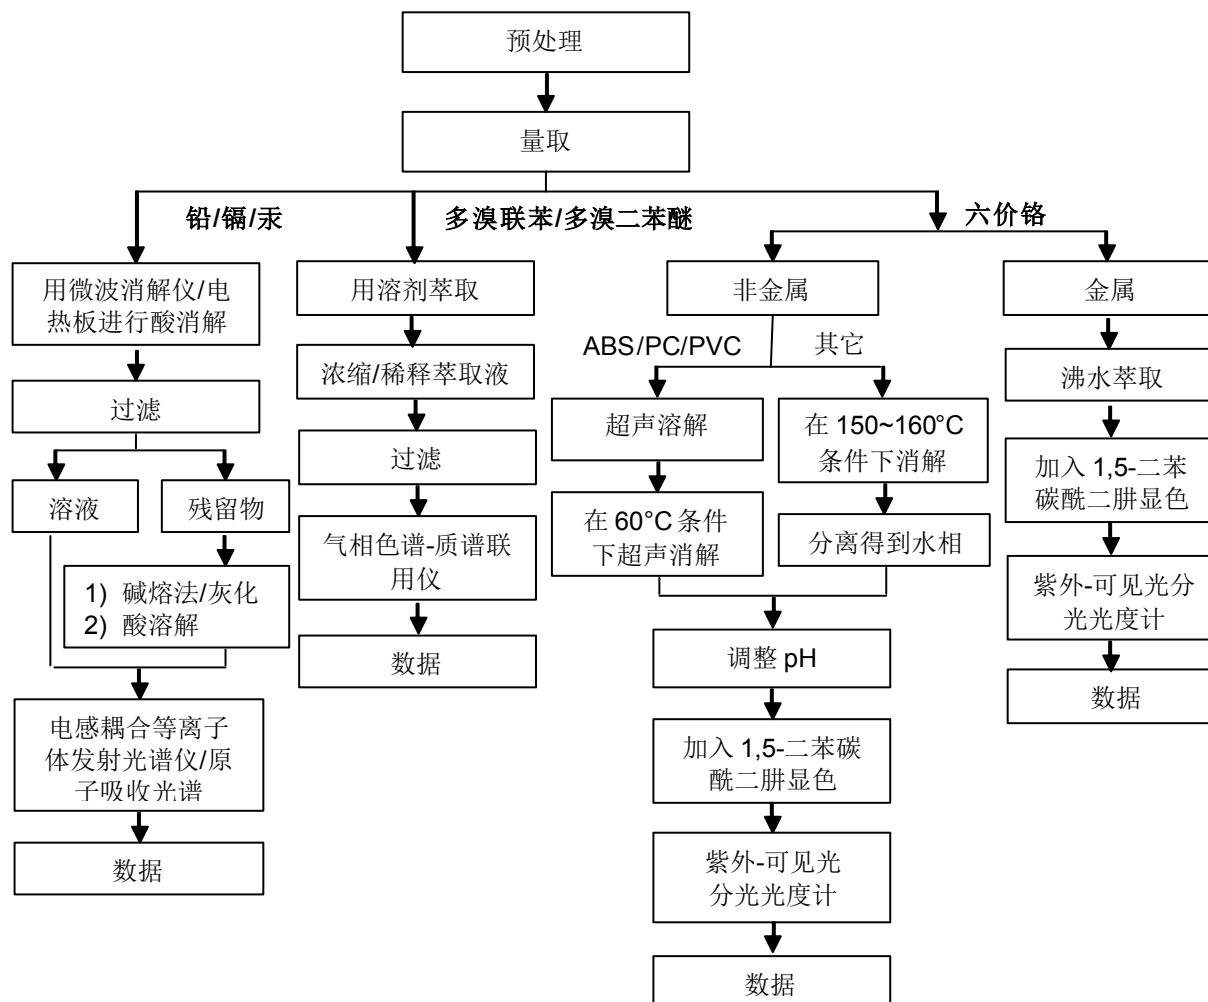 预处理
量取
铅/镉/汞
多溴联苯/多溴二苯醚
六价铬
用微波消解仪/电
热板进行酸消解
过滤
溶液
残留物
1) 碱熔法/灰化
2) 酸溶解
电感耦合等离子
体发射光谱仪/原
子吸收光谱
数据
用溶剂萃取
浓缩/稀释萃取液
过滤
气相色谱-质谱联
用仪
数据
非金属
ABS/PC/PVC
其它
超声溶解
在 60°C 条件
下超声消解
在 150~160°C
条件下消解
分离得到水相
调整 pH
加入 1,5-二苯碳
酰二肼显色
紫外-可见光
分光光度计
数据
金属
沸水萃取
加入 1,5-二苯
碳酰二肼显色
紫外-可见光分
光光度计
数据